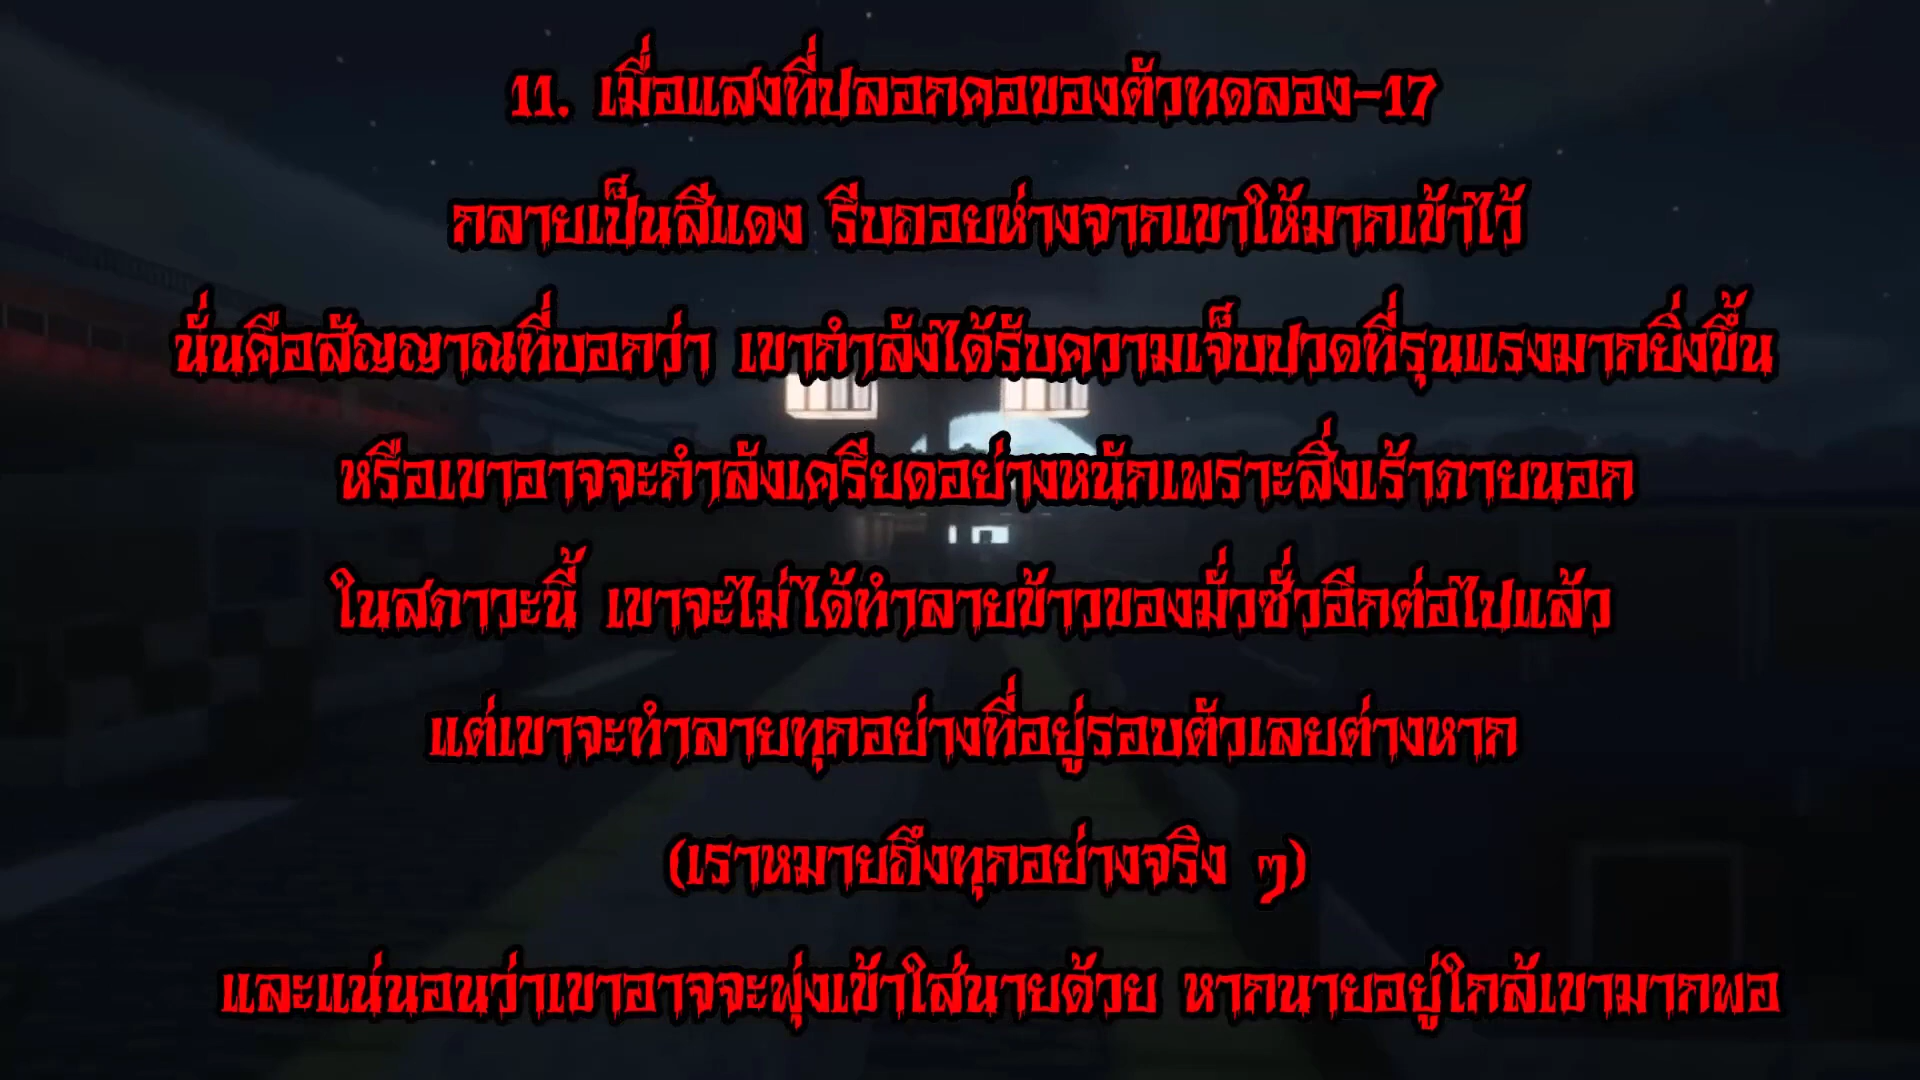 11. เมื่อแสงที่ปลอกคอของตัวทดลอง-17
กลายเป็นสีแดง รีบถอยห่างจากเขาให้มากเข้าไว้
นั่นคือสัญญาณที่บอกว่า เขากำลังได้รับความเจ็บปวดที่รุนแรงมากยิ่งขึ้น
หรือเขาอาจจะกำลังเครียดอย่างหนักเพราะสิ่งเร้าภายนอก
ในสภาวะนี้ เขาจะไม่ได้ทำลายข้าวของมั่วซั่วอีกต่อไปแล้ว
แต่เขาจะทำลายทุกอย่างที่อยู่รอบตัวเลยต่างหาก
(เราหมายถึงทุกอย่างจริง ๆ)
และแน่นอนว่าเขาอาจจะพุ่งเข้าใส่นายด้วย หากนายอยู่ใกล้เขามากพอ